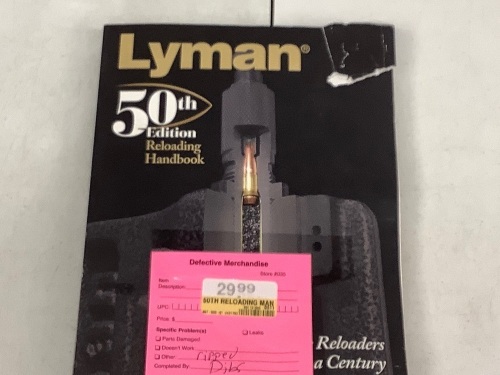 Lyman®
50th
Edition
Reloading
Handbook
Defective Merchandise
Store #
Item
Description:
29.99
50TH RELOADING MAN
UPC:
Price: $
Specific Problem(s)
Leaks
Parts Damaged
Doesn't Work
Other: ripped
Completed By:
Reloaders
a Century